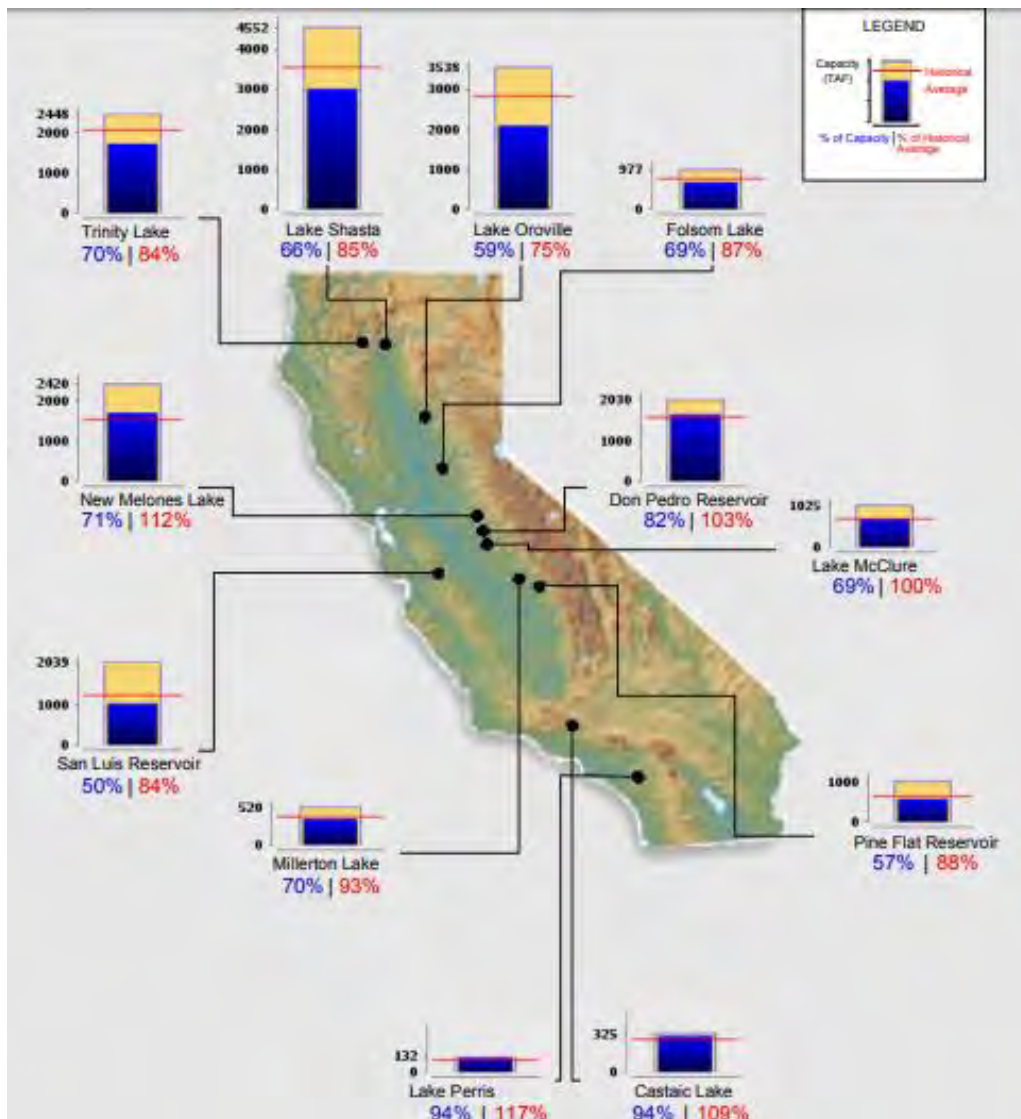 LEGEND
Capacity
(TAF)
Historical
Average
% of Capacity | % of Historical
Average
4552
4000
3000
2000
1000
0
Lake Shasta
66% | 85%
3538
3000
2000
1000
0
Lake Oroville
59% | 75%
2448
2000
1000
0
Trinity Lake
70% | 84%
977
0
Folsom Lake
69% | 87%
2420
2000
1000
0
New Melones Lake
71% | 112%
2030
1000
0
Don Pedro Reservoir
82% | 103%
1025
0
Lake McClure
69% | 100%
2039
1000
0
San Luis Reservoir
50% | 84%
520
0
Millerton Lake
70% | 93%
1000
0
Pine Flat Reservoir
57% | 88%
132
0
Lake Perris
94% | 117%
325
0
Castaic Lake
94% | 109%